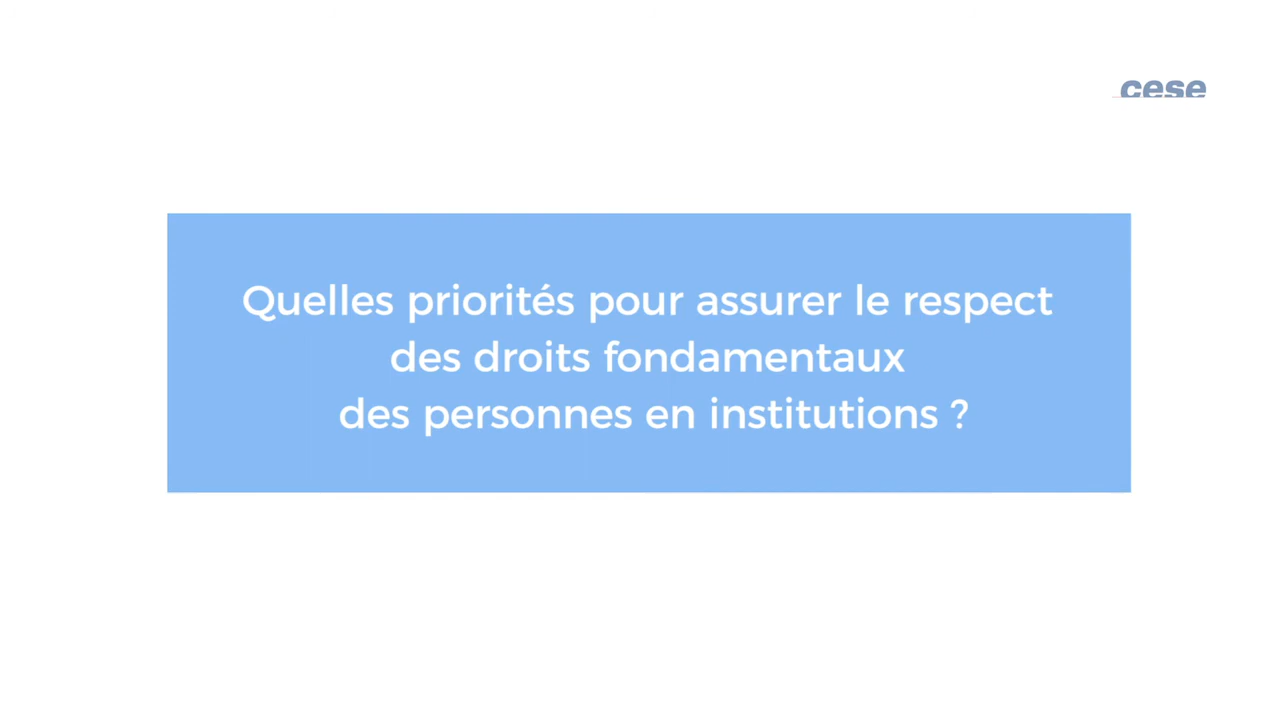 cese
Quelles priorités pour assurer le respect
des droits fondamentaux
des personnes en institutions ?